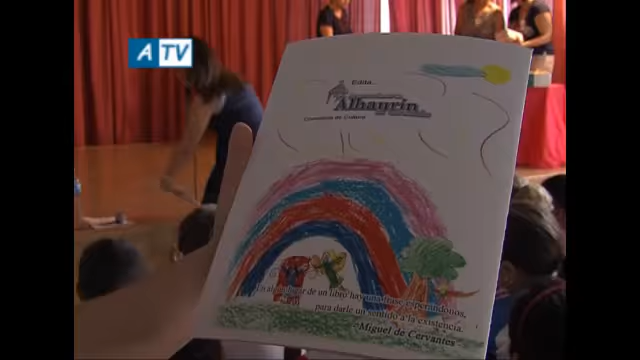 ATV
Edda..
Alhaurín
Concejalía de Cultura
En algún lugar de un libro hay una frase esperándonos,
para darle un sentido a la existencia.
Miguel de Cervantes